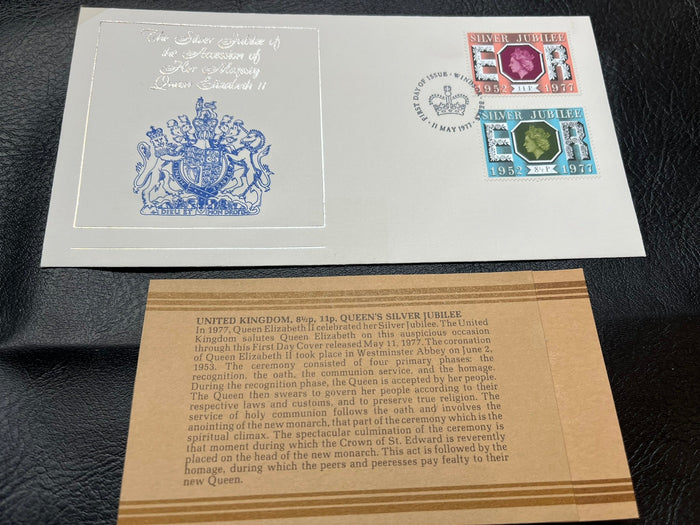 The Silver Jubilee of
the Accession of
Her Majesty
Queen Elizabeth II
DIEU ET MON DROIT
FIRST DAY OF ISSUE · WINDSOR
· 11 MAY 1977 ·
SILVER JUBILEE
E R
1952 11P 1977
SILVER JUBILEE
E R
1952 8½P 1977
UNITED KINGDOM, 8½p, 11p, QUEEN'S SILVER JUBILEE
In 1977, Queen Elizabeth II celebrated her Silver Jubilee. The United
Kingdom salutes Queen Elizabeth on this auspicious occasion
through this First Day Cover released May 11, 1977. The coronation
of Queen Elizabeth II took place in Westminster Abbey on June 2,
1953. The ceremony consisted of four primary phases: the
recognition, the oath, the communion service, and the homage.
During the recognition phase, the Queen is accepted by her people.
The Queen then swears to govern her people according to their
respective laws and customs, and to preserve true religion. The
service of holy communion follows the oath and involves the
anointing of the new monarch, that part of the ceremony which is the
spiritual climax. The spectacular culmination of the ceremony is
that moment during which the Crown of St. Edward is reverently
placed on the head of the new monarch. This act is followed by the
homage, during which the peers and peeresses pay fealty to their
new Queen.